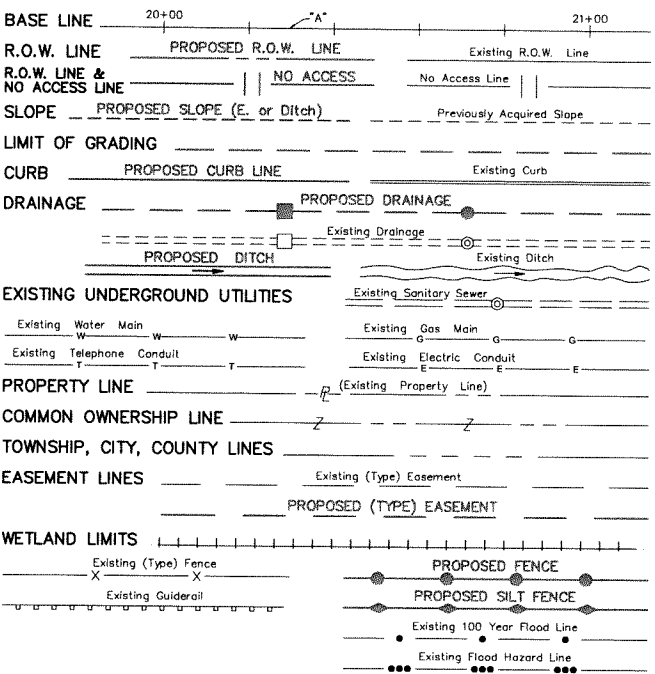 BASE LINE 20+00 "A" 21+00
R.O.W. LINE PROPOSED R.O.W. LINE Existing R.O.W. Line
R.O.W. LINE &
NO ACCESS LINE NO ACCESS No Access Line
SLOPE PROPOSED SLOPE (E. or Ditch) Previously Acquired Slope
LIMIT OF GRADING
CURB PROPOSED CURB LINE Existing Curb
DRAINAGE PROPOSED DRAINAGE
Existing Drainage
PROPOSED DITCH Existing Ditch
EXISTING UNDERGROUND UTILITIES Existing Sanitary Sewer
Existing Water Main Existing Gas Main
W W W G G G
Existing Telephone Conduit Existing Electric Conduit
T T T E E E
PROPERTY LINE PL (Existing Property Line)
COMMON OWNERSHIP LINE Z Z
TOWNSHIP, CITY, COUNTY LINES
EASEMENT LINES Existing (Type) Easement
PROPOSED (TYPE) EASEMENT
WETLAND LIMITS
Existing (Type) Fence PROPOSED FENCE
X X
Existing Guiderail PROPOSED SILT FENCE
Existing 100 Year Flood Line
Existing Flood Hazard Line